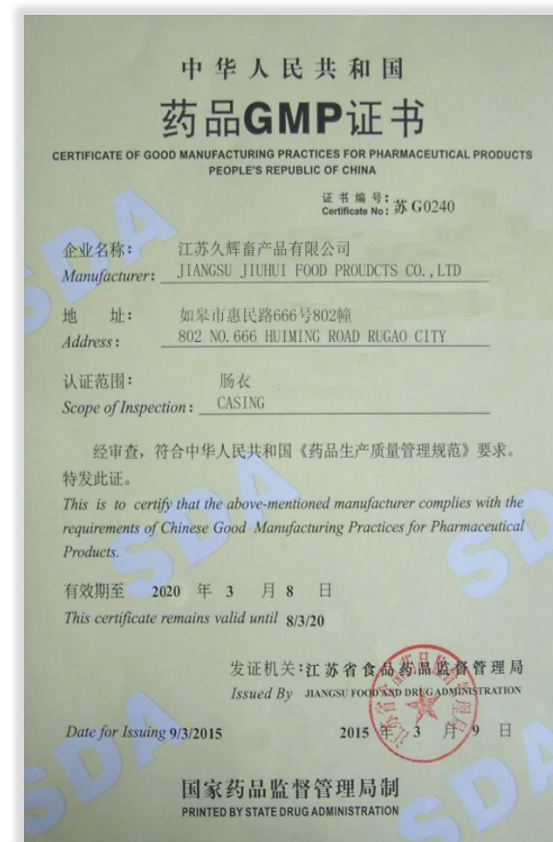 中华人民共和国
药品GMP证书
CERTIFICATE OF GOOD MANUFACTURING PRACTICES FOR PHARMACEUTICAL PRODUCTS
PEOPLE'S REPUBLIC OF CHINA
证书编号: 苏G0240
Certificate No:
企业名称: 江苏久辉畜产品有限公司
Manufacturer: JIANGSU JIUHUI FOOD PROUDCTS CO.,LTD
地 址: 如皋市惠民路666号802幢
Address: 802 NO.666 HUIMING ROAD RUGAO CITY
认证范围: 肠衣
Scope of Inspection: CASING
经审查，符合中华人民共和国《药品生产质量管理规范》要求。
特发此证。
This is to certify that the above-mentioned manufacturer complies with the
requirements of Chinese Good Manufacturing Practices for Pharmaceutical
Products.
有效期至 2020 年 3 月 8 日
This certificate remains valid until 8/3/20
发证机关:江苏省食品药品监督管理局
Issued By JIANGSU FOOD AND DRUG ADMINISTRATION
Date for Issuing 9/3/2015 2015 年 3 月 9 日
国家药品监督管理局制
PRINTED BY STATE DRUG ADMINISTRATION
SDA
SDA
SDA
SDA
SDA
SDA